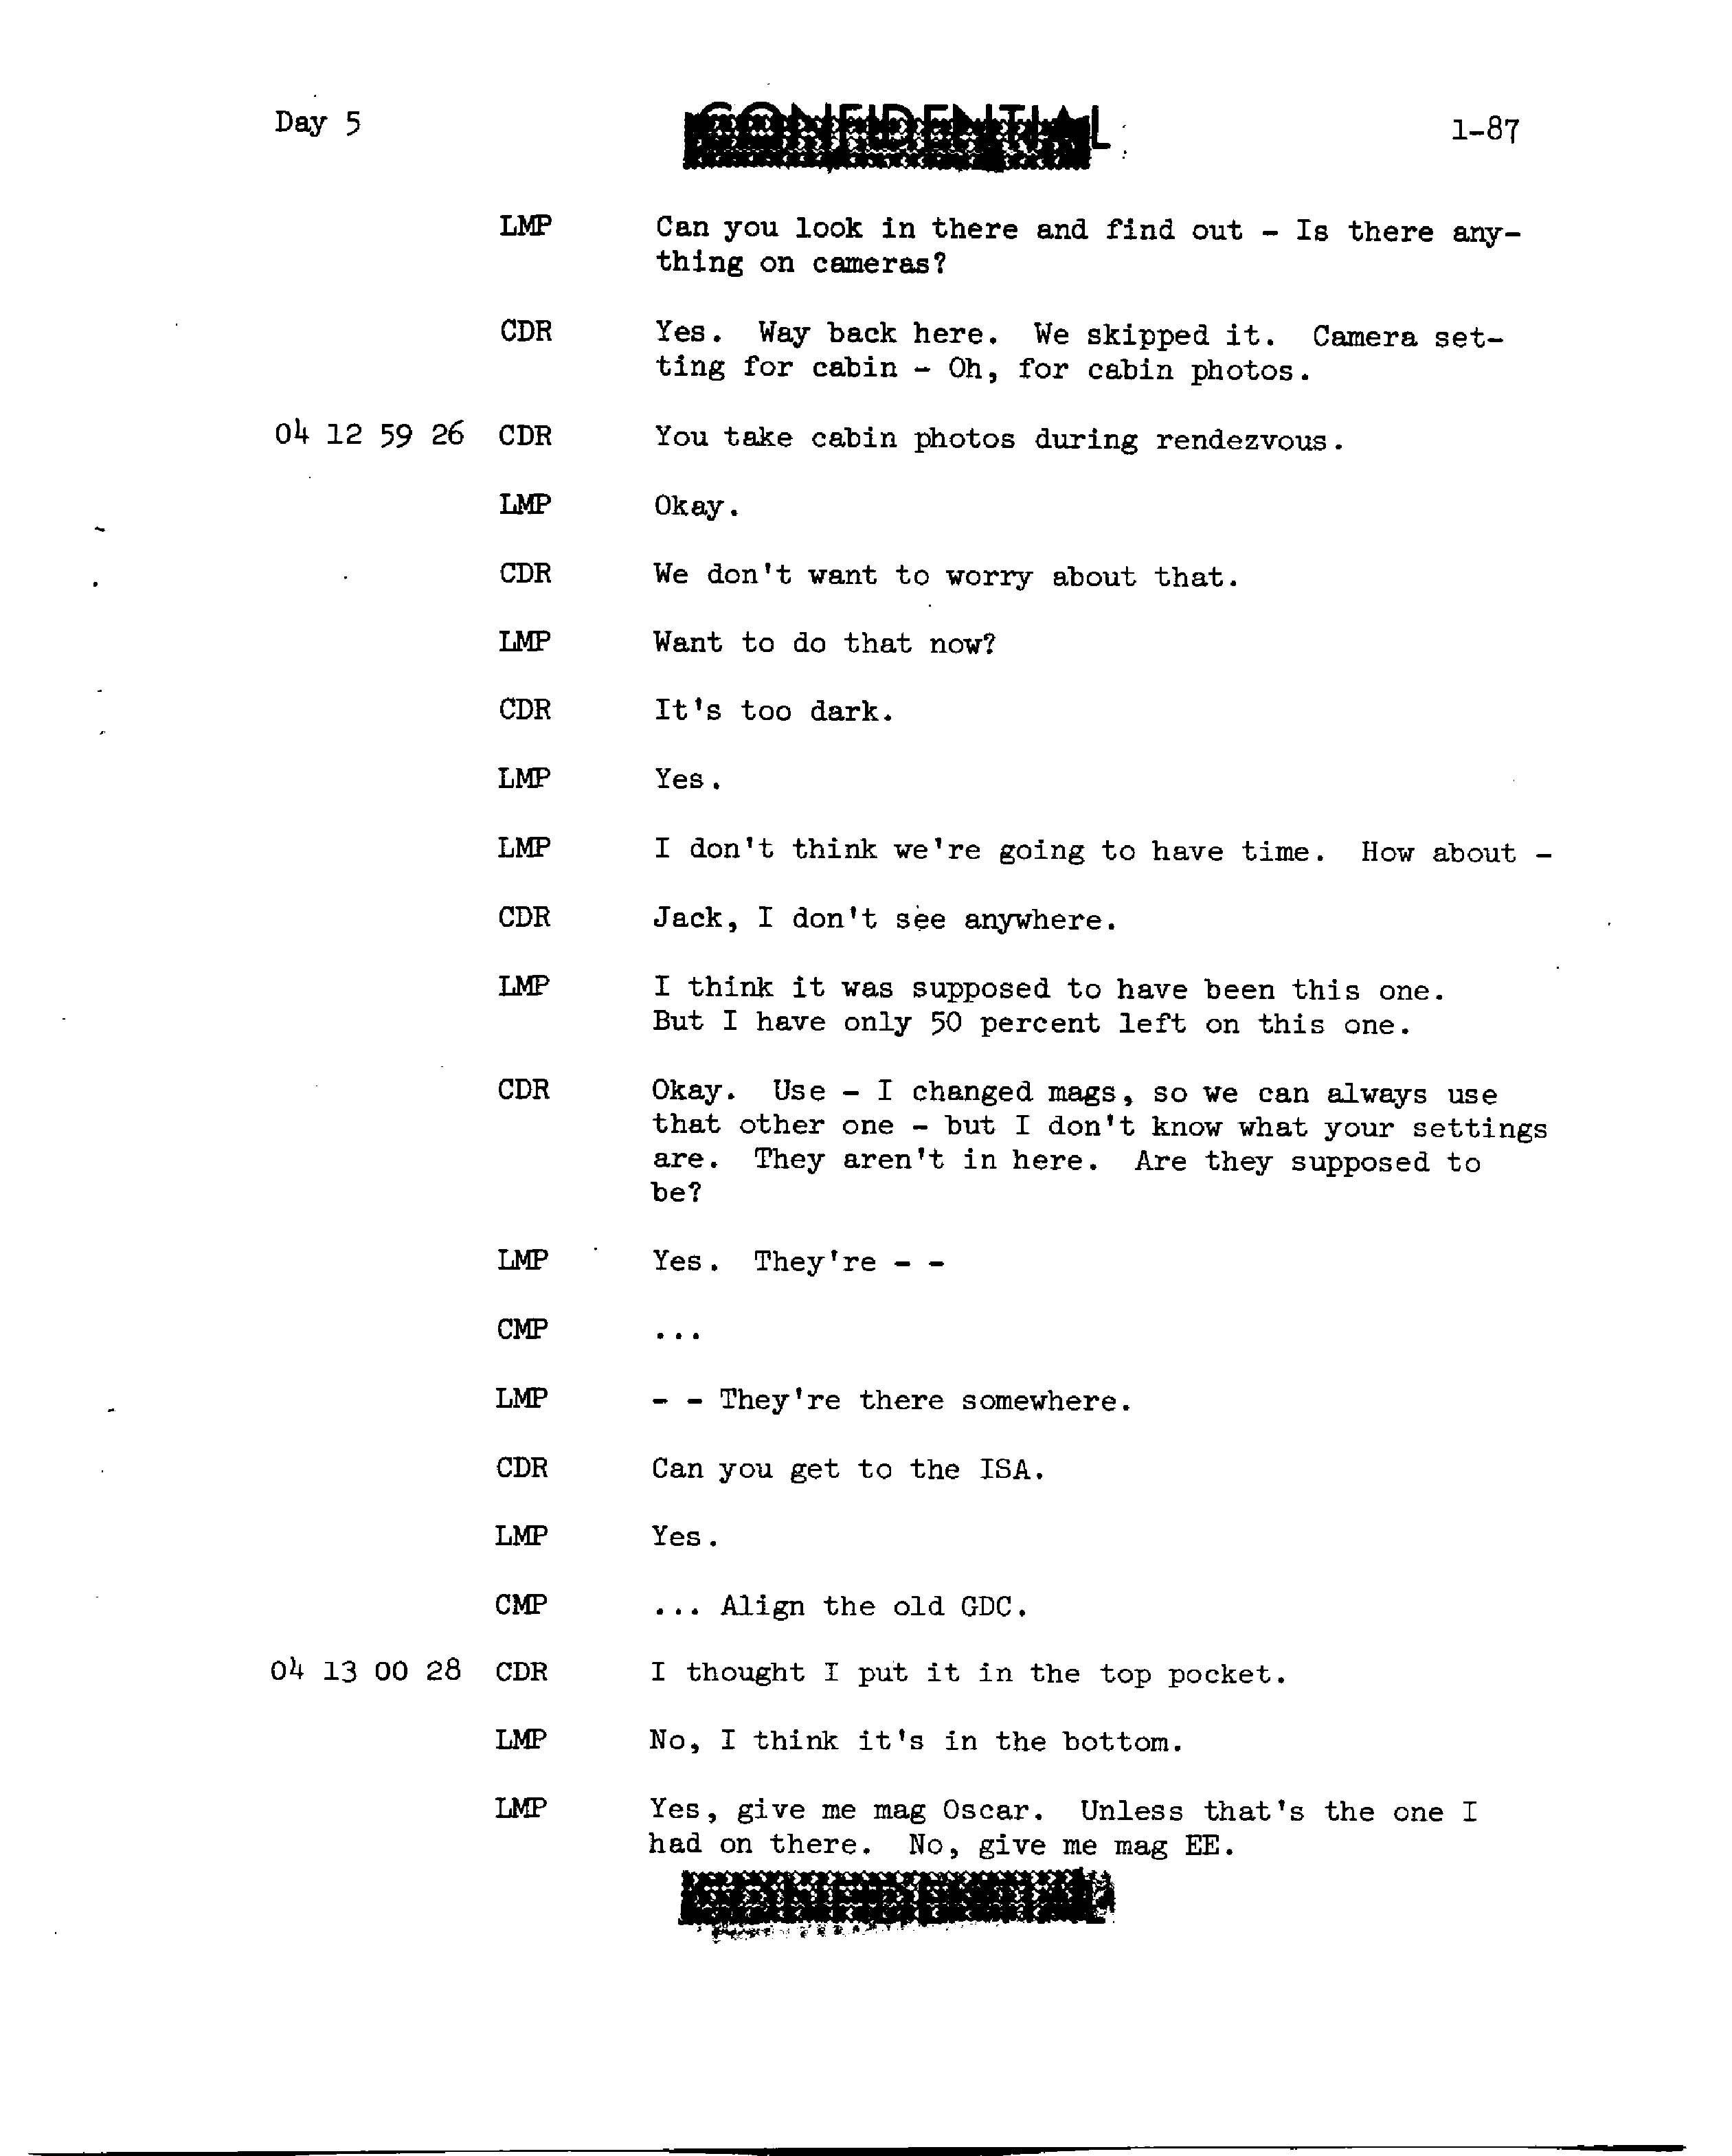 Day 5 CONFIDENTIAL 1-87
LMP Can you look in there and find out - Is there any-
thing on cameras?
CDR Yes. Way back here. We skipped it. Camera set-
ting for cabin - Oh, for cabin photos.
04 12 59 26 CDR You take cabin photos during rendezvous.
LMP Okay.
CDR We don't want to worry about that.
LMP Want to do that now?
CDR It's too dark.
LMP Yes.
LMP I don't think we're going to have time. How about -
CDR Jack, I don't see anywhere.
LMP I think it was supposed to have been this one.
But I have only 50 percent left on this one.
CDR Okay. Use - I changed mags, so we can always use
that other one - but I don't know what your settings
are. They aren't in here. Are they supposed to
be?
LMP Yes. They're - -
CMP ...
LMP - - They're there somewhere.
CDR Can you get to the ISA.
LMP Yes.
CMP ... Align the old GDC.
04 13 00 28 CDR I thought I put it in the top pocket.
LMP No, I think it's in the bottom.
LMP Yes, give me mag Oscar. Unless that's the one I
had on there. No, give me mag EE.
CONFIDENTIAL